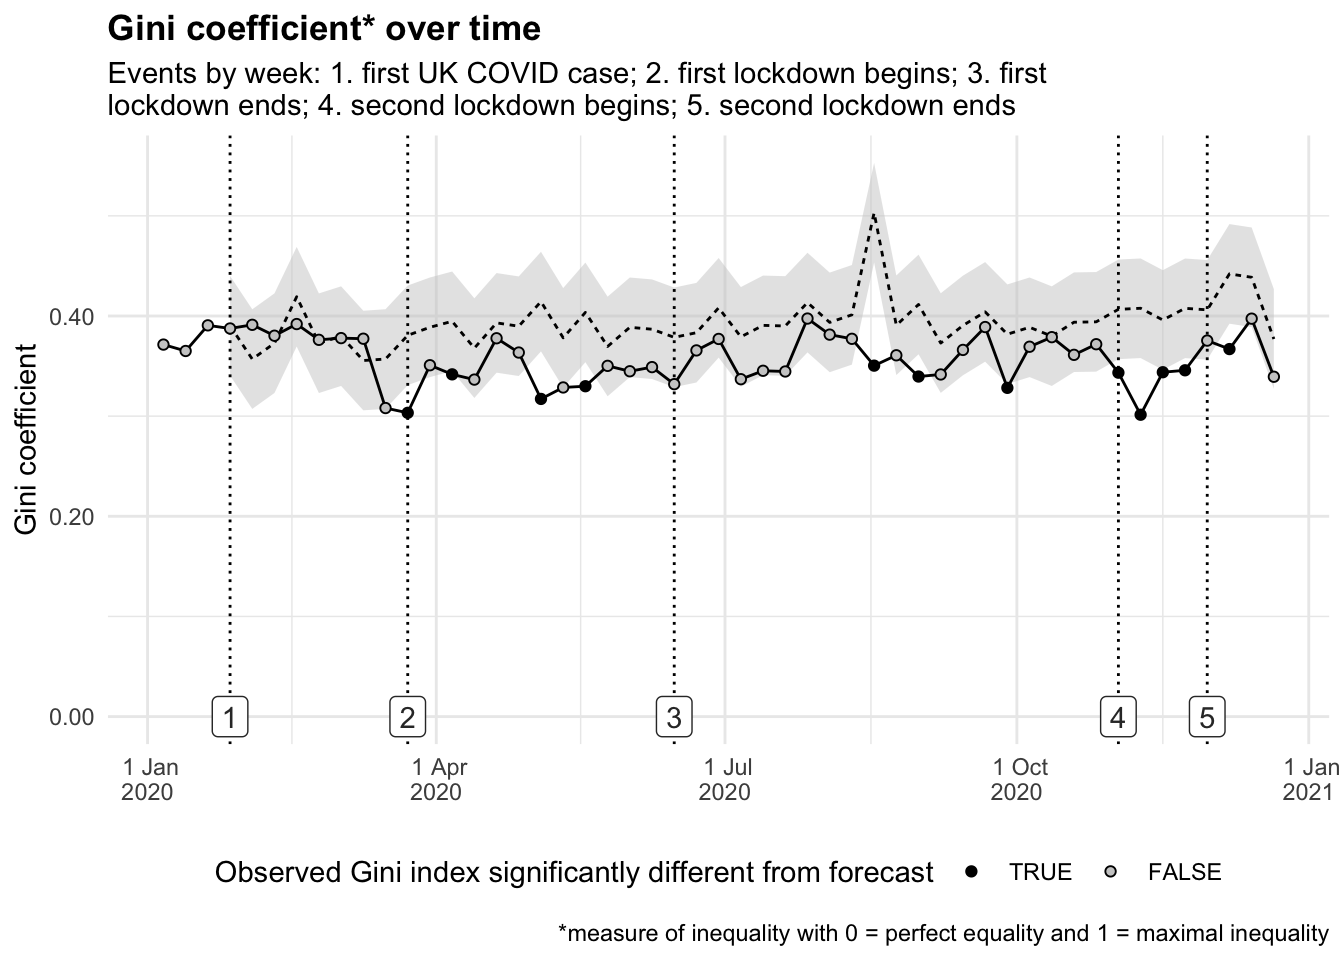 Gini coefficient* over time
Events by week: 1. first UK COVID case; 2. first lockdown begins; 3. first
lockdown ends; 4. second lockdown begins; 5. second lockdown ends
Gini coefficient
0.40
0.20
0.00
1
2
3
4
5
1 Jan
2020
1 Apr
2020
1 Jul
2020
1 Oct
2020
1 Jan
2021
Observed Gini index significantly different from forecast TRUE FALSE
*measure of inequality with 0 = perfect equality and 1 = maximal inequality